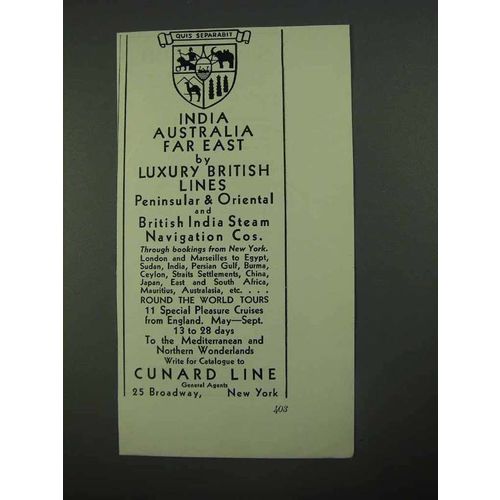 QUIS SEPARABIT
INDIA
AUSTRALIA
FAR EAST
by
LUXURY BRITISH
LINES
Peninsular & Oriental
and
British India Steam
Navigation Cos.
Through bookings from New York.
London and Marseilles to Egypt,
Sudan, India, Persian Gulf, Burma,
Ceylon, Straits Settlements, China,
Japan, East and South Africa,
Mauritius, Australasia, etc. . . .
ROUND THE WORLD TOURS
11 Special Pleasure Cruises
from England. May—Sept.
13 to 28 days
To the Mediterranean and
Northern Wonderlands
Write for Catalogue to
CUNARD LINE
General Agents
25 Broadway, New York
403